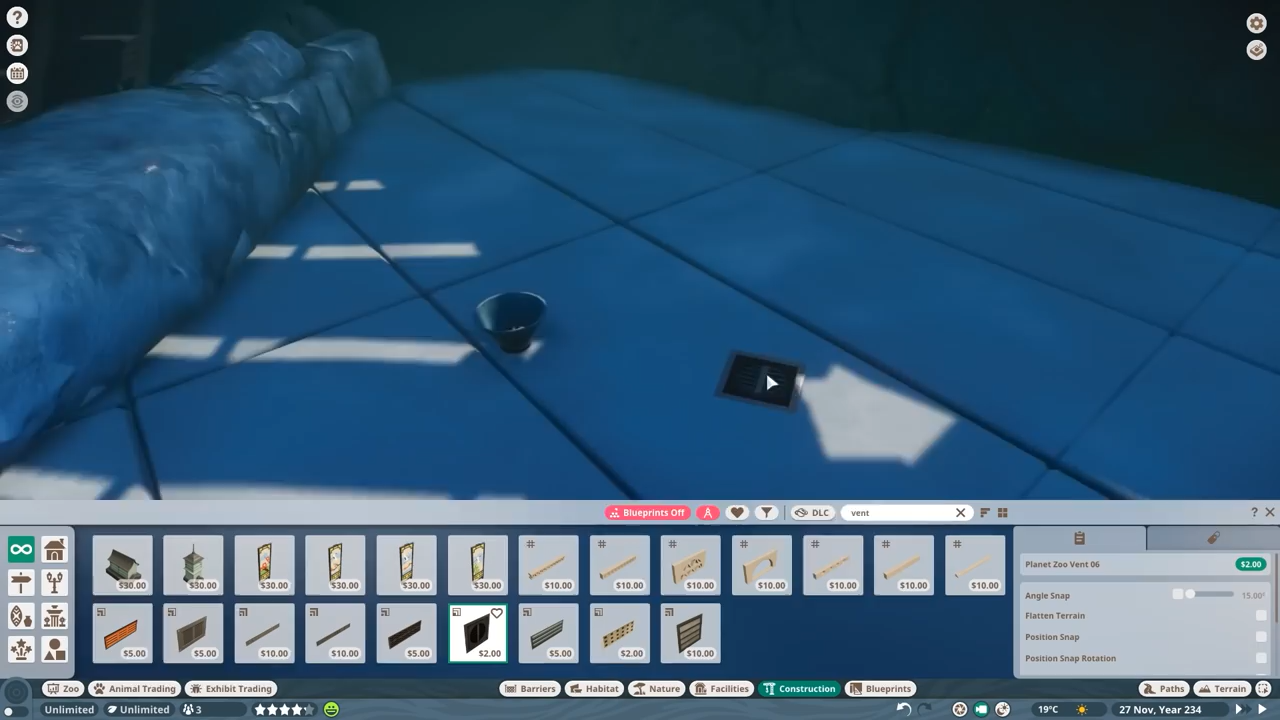 ?
Blueprints Off
DLC
vent
?
$30.00
$30.00
$30.00
$30.00
$30.00
$30.00
$10.00
$10.00
$10.00
$10.00
$10.00
$10.00
$10.00
$5.00
$5.00
$10.00
$10.00
$5.00
$2.00
$5.00
$2.00
$10.00
Planet Zoo Vent 06
$2.00
Angle Snap
15.00°
Flatten Terrain
Position Snap
Position Snap Rotation
Zoo
Animal Trading
Exhibit Trading
Barriers
Habitat
Nature
Facilities
Construction
Blueprints
Paths
Terrain
Unlimited
Unlimited
3
19°C
27 Nov, Year 234